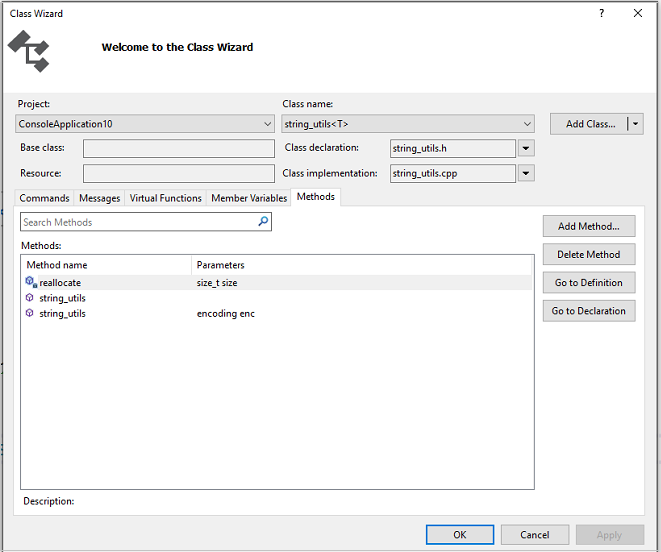 Class Wizard
?
Welcome to the Class Wizard
Project:
Class name:
ConsoleApplication10
string_utils<T>
Add Class...
Base class:
Class declaration:
string_utils.h
Resource:
Class implementation:
string_utils.cpp
Commands Messages Virtual Functions Member Variables Methods
Search Methods
Add Method...
Methods:
Delete Method
Method name Parameters
reallocate size_t size
Go to Definition
string_utils
string_utils encoding enc
Go to Declaration
Description:
OK Cancel Apply